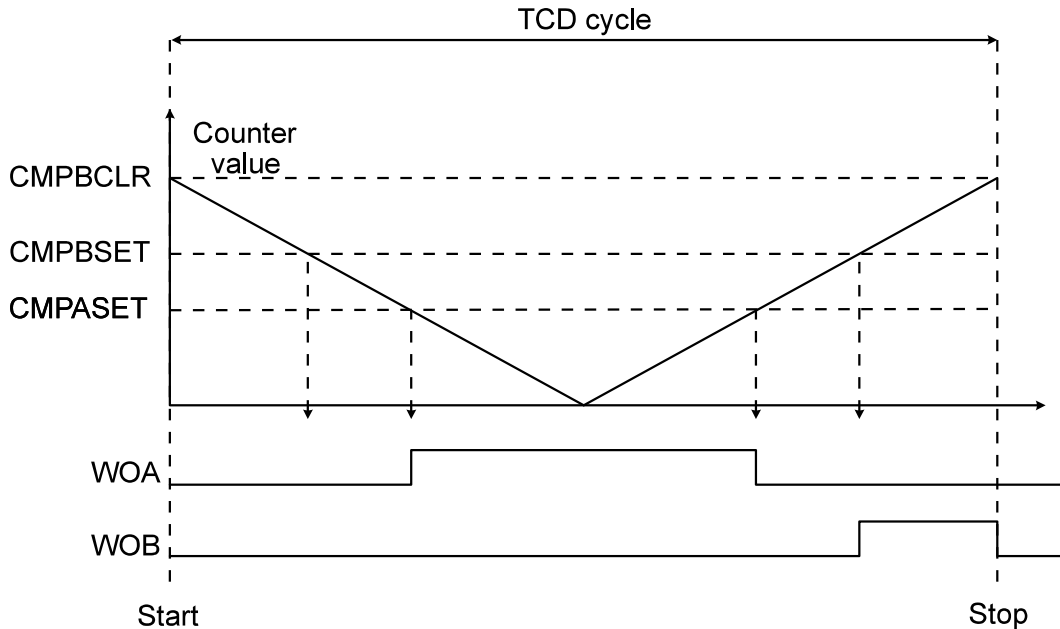 TCD cycle
Counter
value
CMPBCLR
CMPBSET
CMPASET
WOA
WOB
Start
Stop